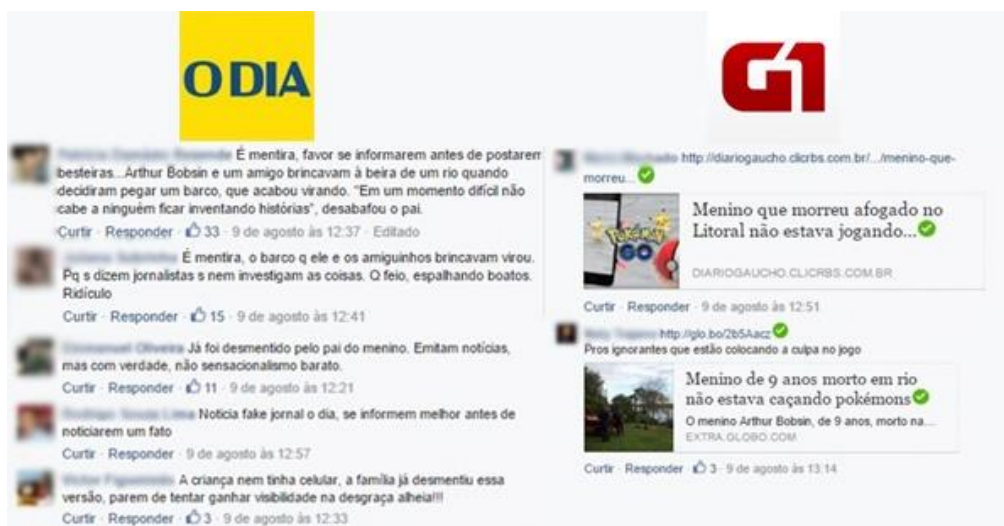 O DIA
É mentira, favor se informarem antes de postarem
besteiras...Arthur Bobsin e um amigo brincavam à beira de um rio quando
decidiram pegar um barco, que acabou virando. "Em um momento difícil não
cabe a ninguém ficar inventando histórias", desabafou o pai.
Curtir · Responder · 33 · 9 de agosto às 12:37 · Editado
É mentira, o barco q ele e os amiguinhos brincavam virou.
Pq s dizem jornalistas s nem investigam as coisas. Q feio, espalhando boatos.
Ridículo
Curtir · Responder · 15 · 9 de agosto às 12:41
Já foi desmentido pelo pai do menino. Emitam notícias,
mas com verdade, não sensacionalismo barato.
Curtir · Responder · 11 · 9 de agosto às 12:21
Noticia fake jornal o dia, se informem melhor antes de
noticiarem um fato
Curtir · Responder · 9 de agosto às 12:57
A criança nem tinha celular, a família já desmentiu essa
versão, parem de tentar ganhar visibilidade na desgraça alheia!!!
Curtir · Responder · 3 · 9 de agosto às 12:33
G1
http://diariogaucho.clicrbs.com.br/.../menino-que-
morreu...
POKÉMON
GO
Menino que morreu afogado no
Litoral não estava jogando...
DIARIOGAUCHO.CLICRBS.COM.BR
Curtir · Responder · 9 de agosto às 12:51
http://glo.bo/2b5Aacz
Pros ignorantes que estão colocando a culpa no jogo
Menino de 9 anos morto em rio
não estava caçando pokémons
O menino Arthur Bobsin, de 9 anos, morto na...
EXTRA.GLOBO.COM
Curtir · Responder · 3 · 9 de agosto às 13:14